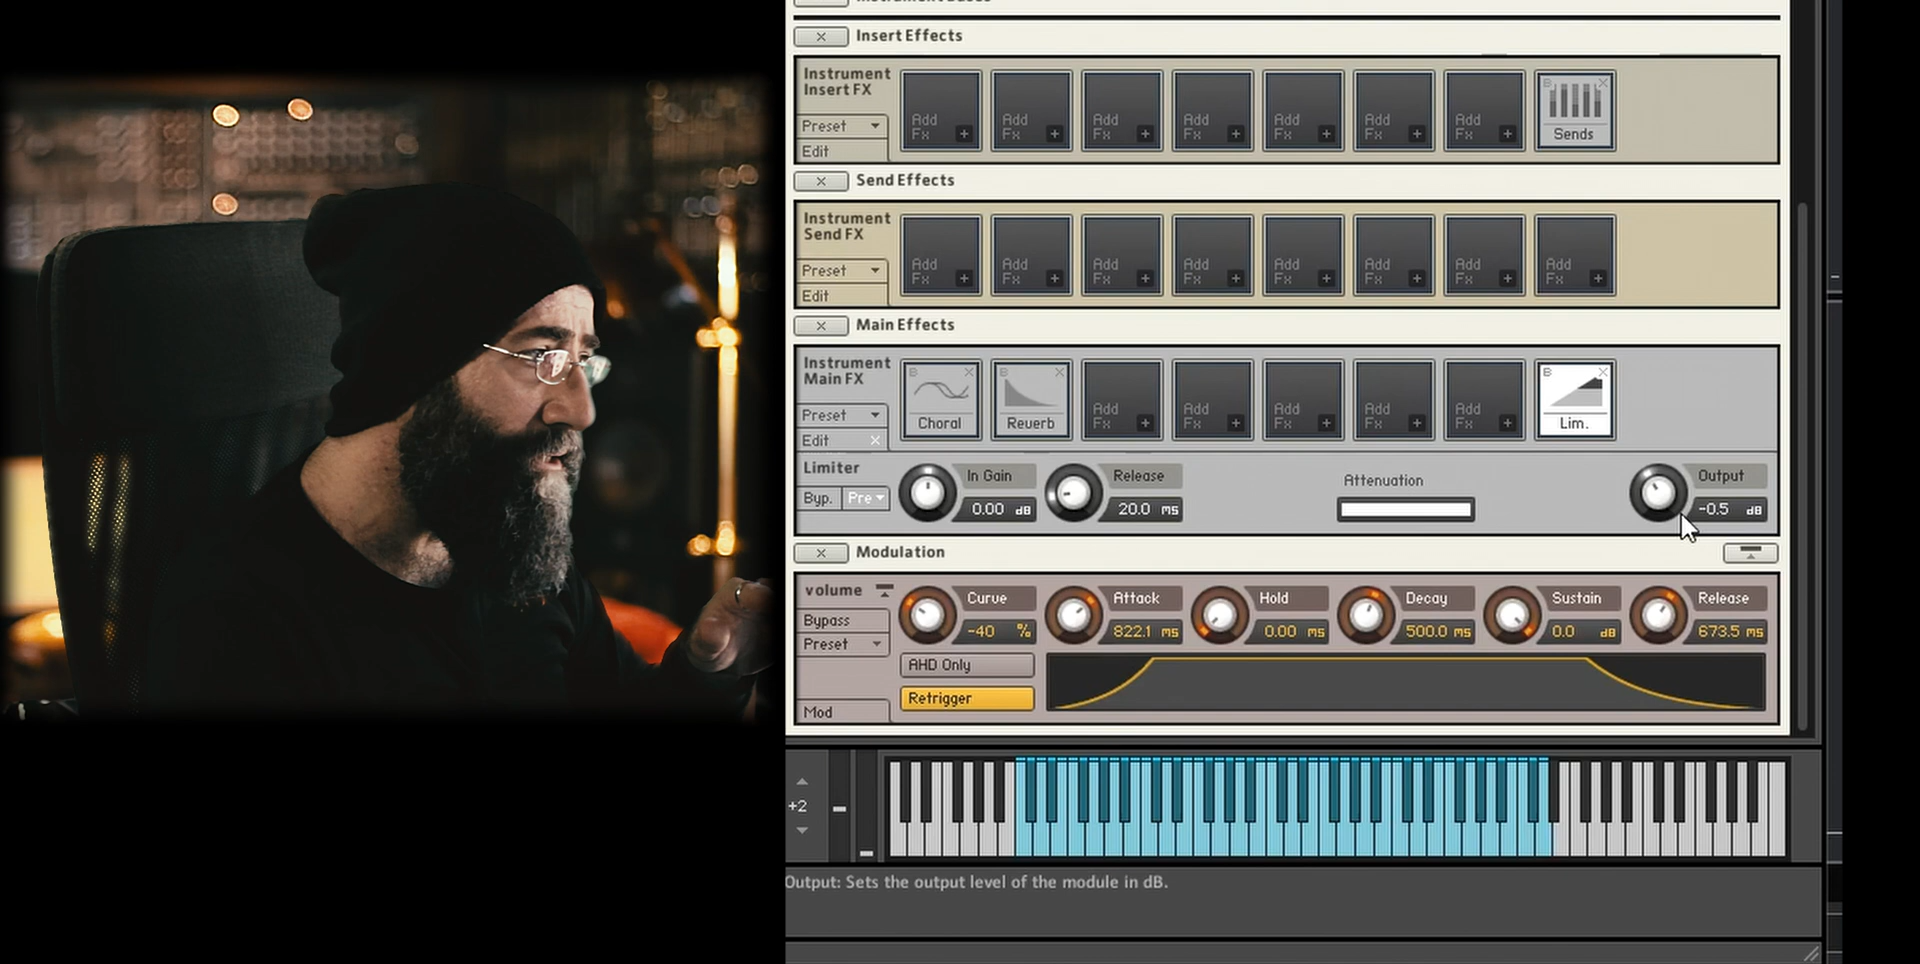 Insert Effects
Instrument
Insert FX
Preset
Edit
Add
Fx
Add
Fx
Add
Fx
Add
Fx
Add
Fx
Add
Fx
Add
Fx
B X
Sends
Send Effects
Instrument
Send FX
Preset
Edit
Add
Fx
Add
Fx
Add
Fx
Add
Fx
Add
Fx
Add
Fx
Add
Fx
Add
Fx
Main Effects
Instrument
Main FX
Preset
Edit
B X
Choral
B X
Reverb
Add
Fx
Add
Fx
Add
Fx
Add
Fx
Add
Fx
B X
Lim.
Limiter
Byp. Pre
In Gain
0.00 dB
Release
20.0 ms
Attenuation
Output
-0.5 dB
Modulation
volume
Bypass
Preset
Mod
Curve
-40 %
Attack
822.1 ms
Hold
0.00 ms
Decay
500.0 ms
Sustain
0.0 dB
Release
673.5 ms
AHD Only
Retrigger
+2
Output: Sets the output level of the module in dB.